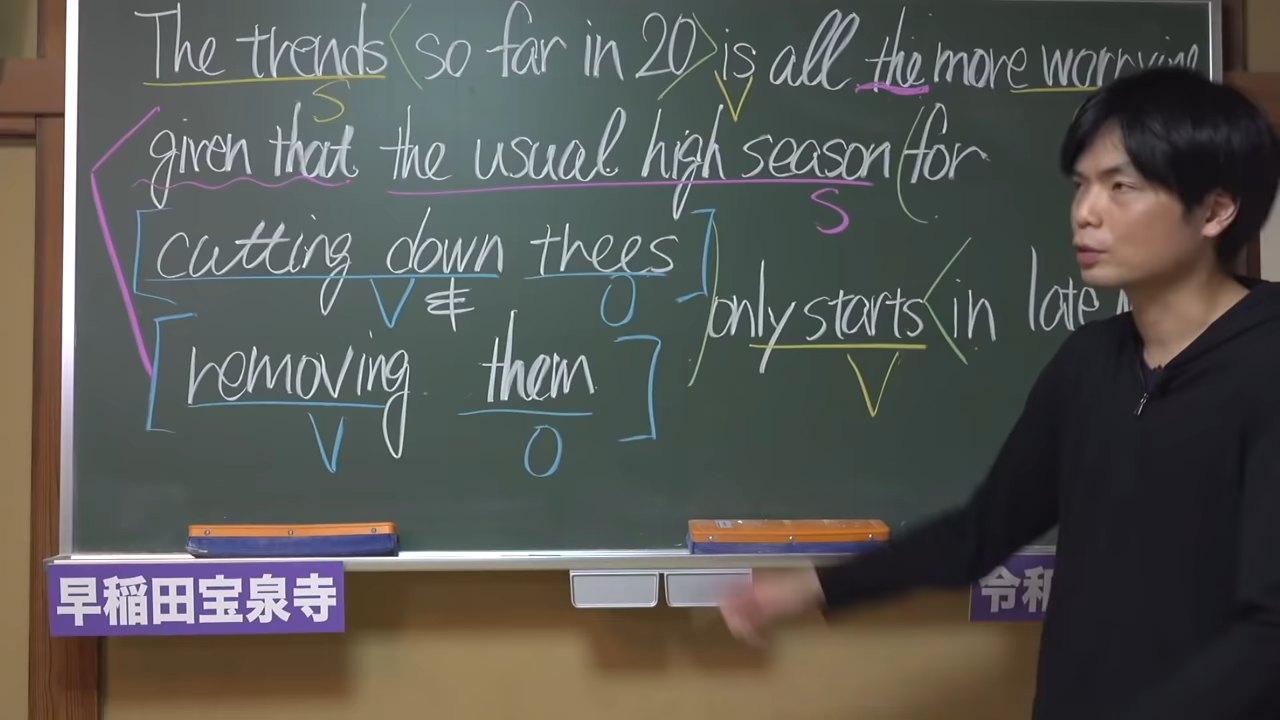 The trends <so far in 20> is all the more worrying
S V
given that the usual high season (for
S
[cutting down thees]
V & O
only starts <in late
V
[removing them]
V O
早稲田宝泉寺
令和